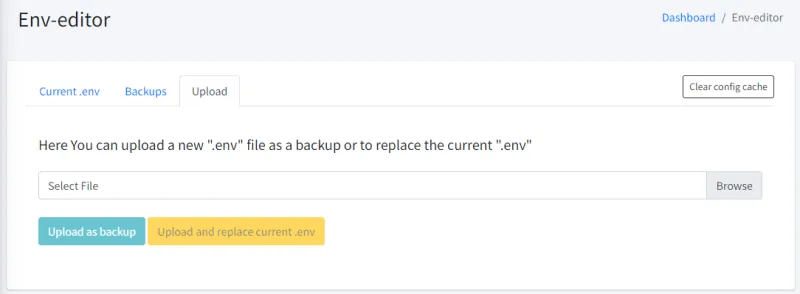 Env-editor
Dashboard / Env-editor
Current .env
Backups
Upload
Clear config cache
Here You can upload a new ".env" file as a backup or to replace the current ".env"
Select File
Browse
Upload as backup
Upload and replace current .env